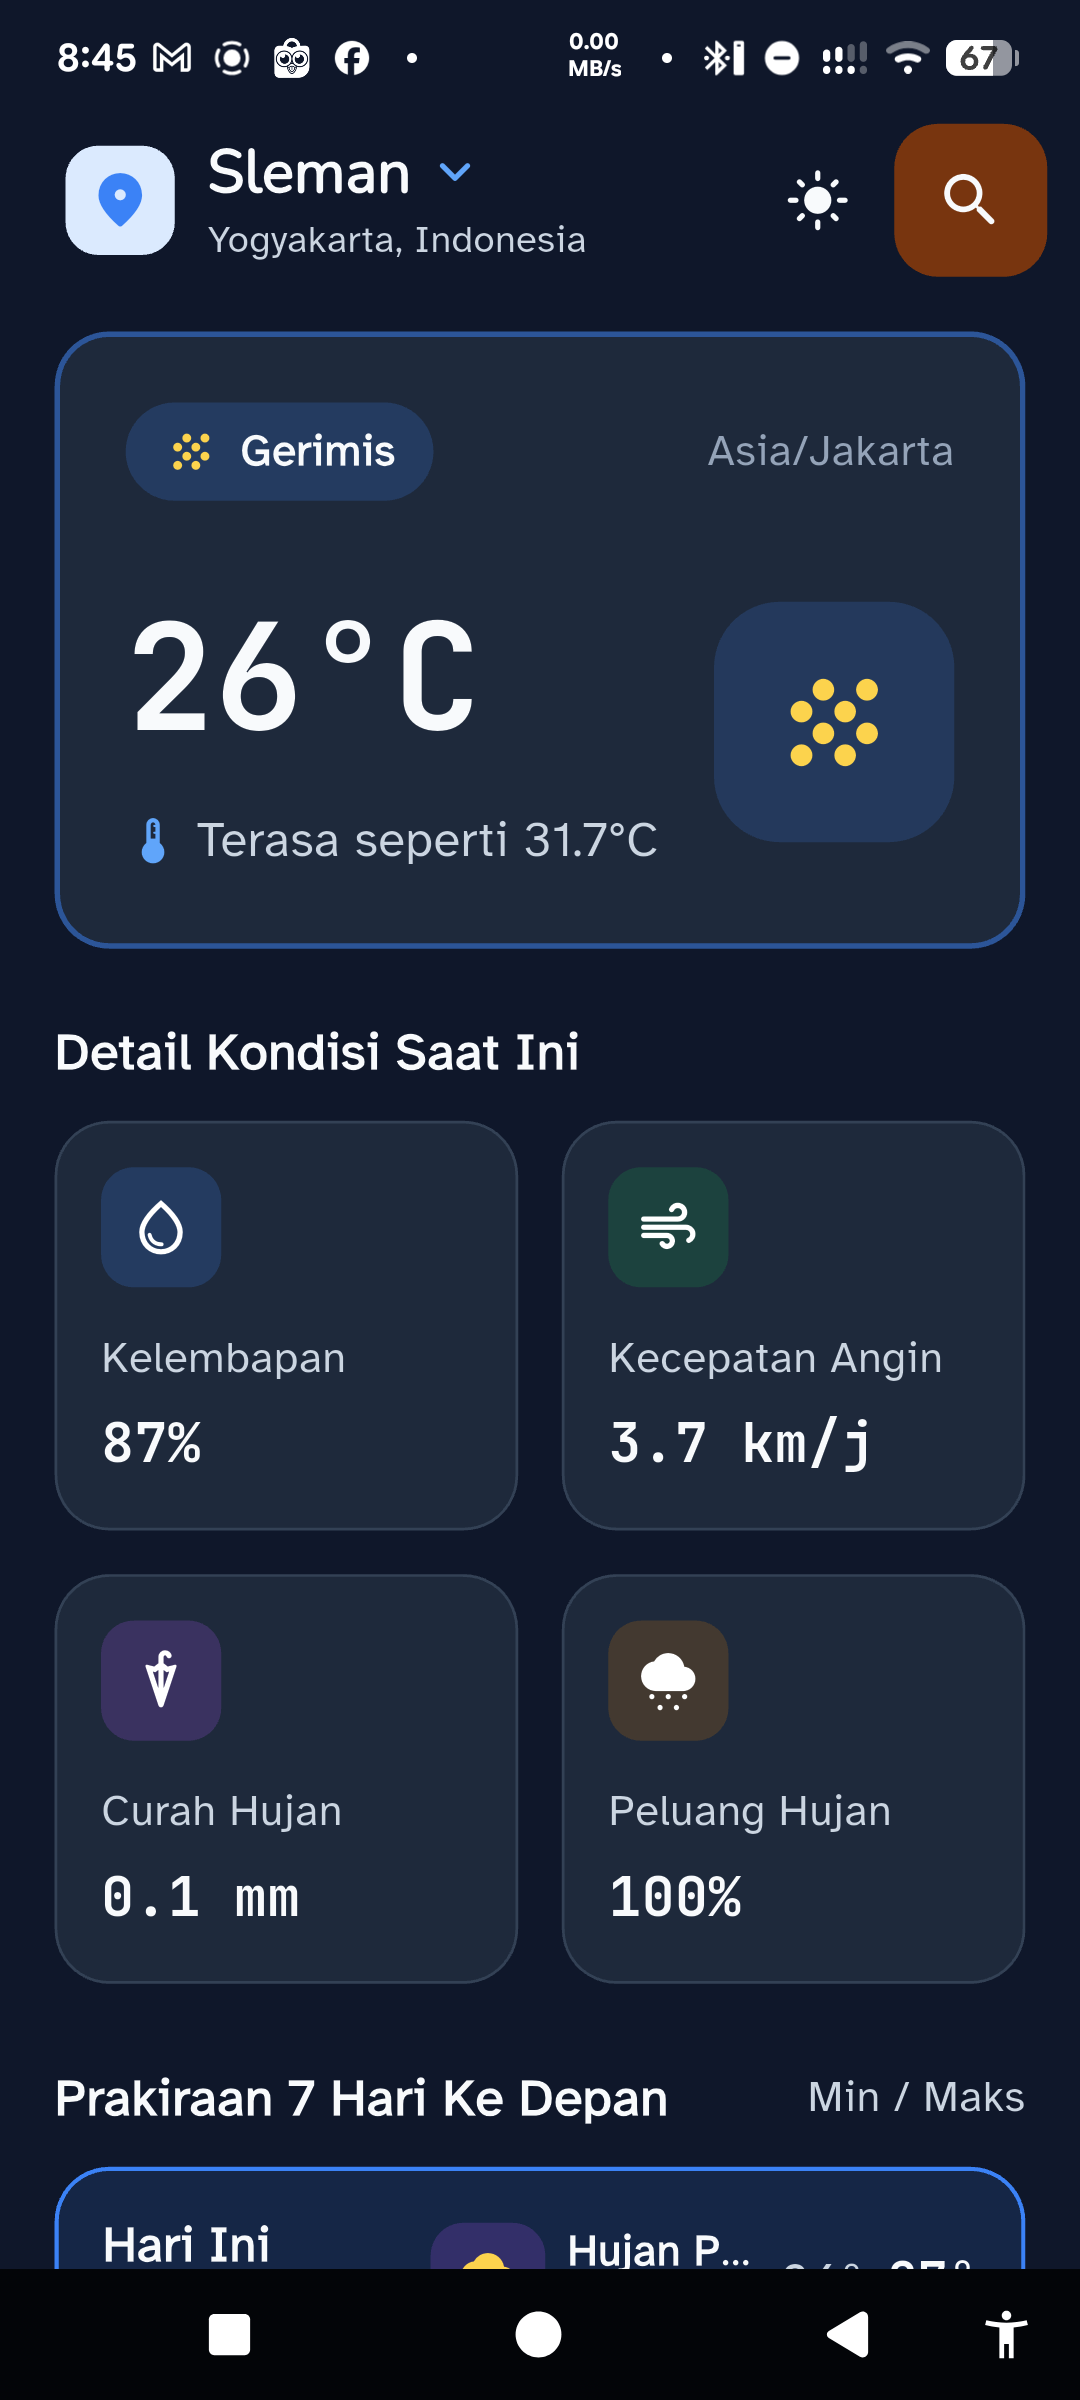 8:45
0.00
MB/s
67
Sleman
Yogyakarta, Indonesia
Gerimis
Asia/Jakarta
26°C
Terasa seperti 31.7°C
Detail Kondisi Saat Ini
Kelembapan
87%
Kecepatan Angin
3.7 km/j
Curah Hujan
0.1 mm
Peluang Hujan
100%
Prakiraan 7 Hari Ke Depan
Min / Maks
Hari Ini
Hujan P...